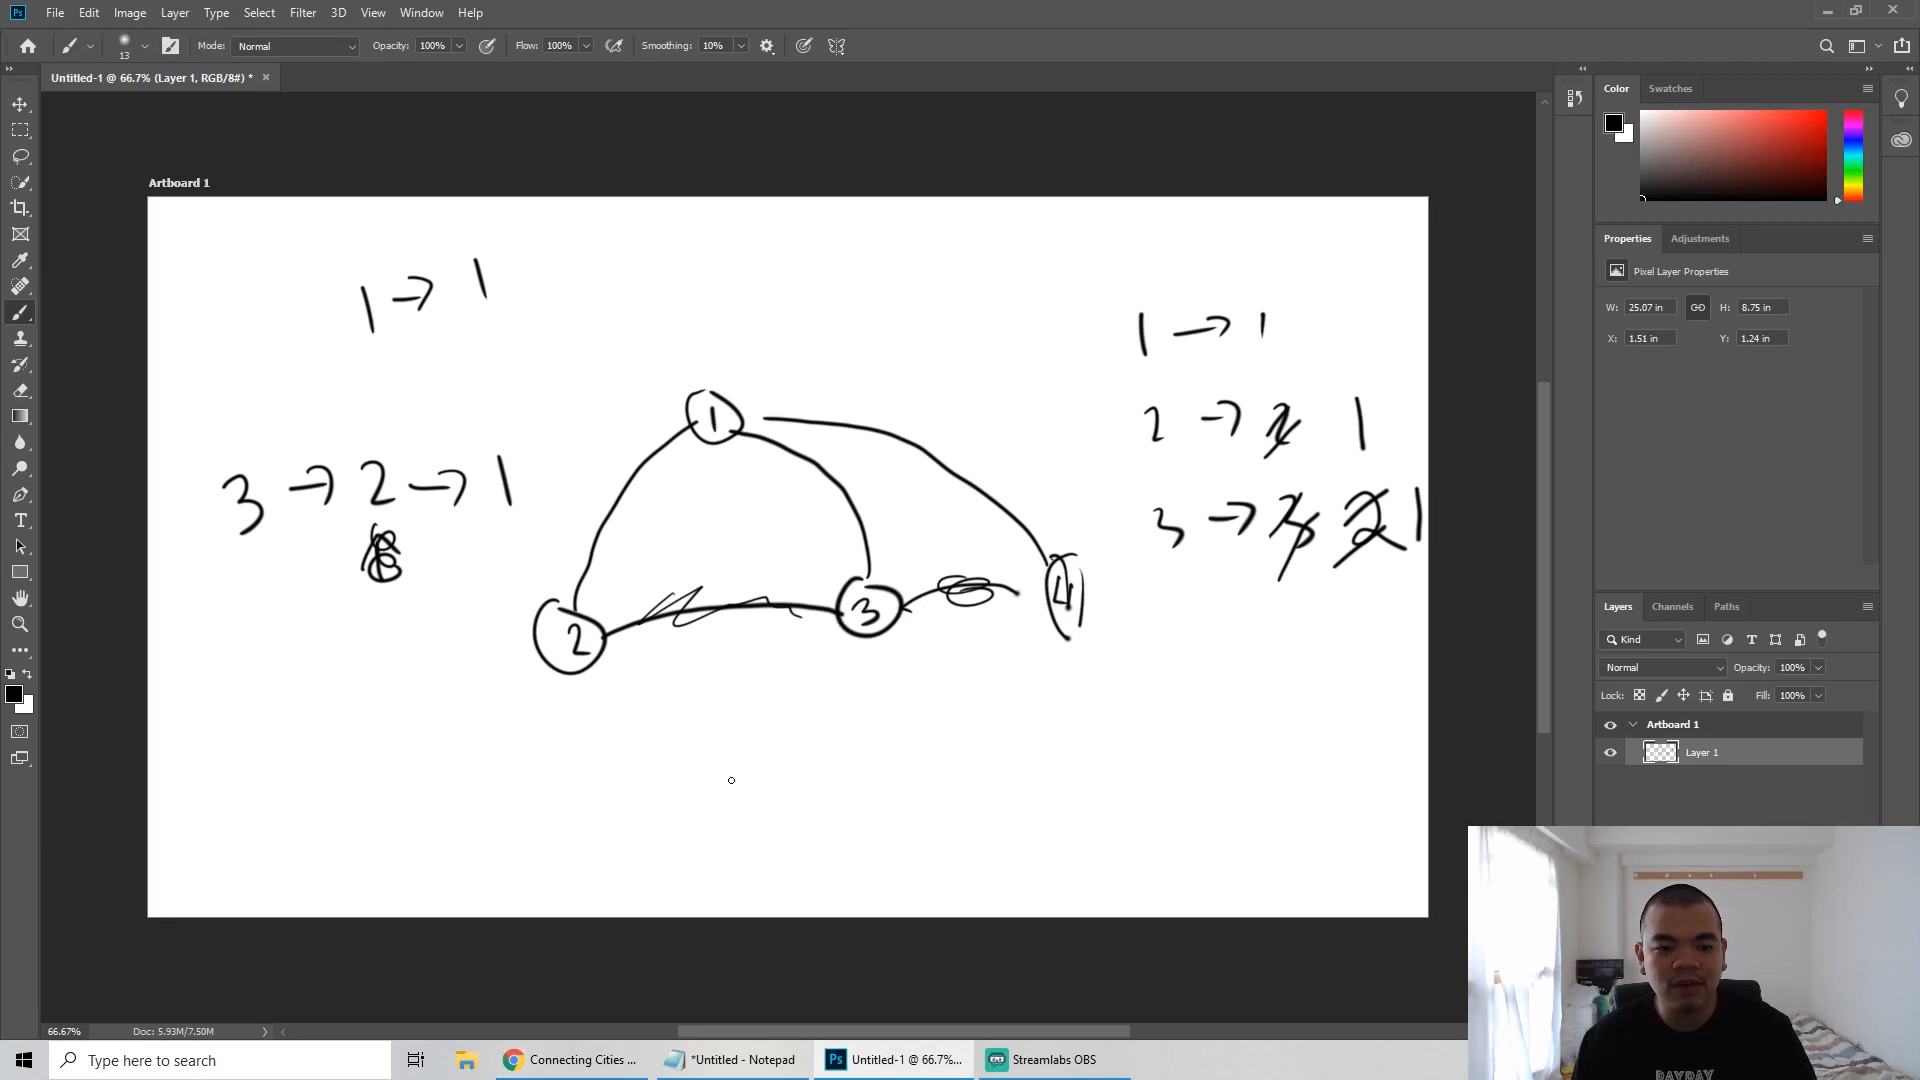 Ps File Edit Image Layer Type Select Filter 3D View Window Help
13 Mode: Normal Opacity: 100% Flow: 100% Smoothing: 10%
Untitled-1 @ 66.7% (Layer 1, RGB/8#) * ×
Artboard 1
1 → 1
3 → 2 → 1
1
2
3
4
1 → 1
2 → 2 1
3 → 3 2 1
Color Swatches
Properties Adjustments
Pixel Layer Properties
W: 25.07 in H: 8.75 in
X: 1.51 in Y: 1.24 in
Layers Channels Paths
Kind
Normal Opacity: 100%
Lock: Fill: 100%
Artboard 1
Layer 1
66.67% Doc: 5.93M/7.50M
PAYDAY
Type here to search
Connecting Cities ...
*Untitled - Notepad
Ps Untitled-1 @ 66.7%...
Streamlabs OBS